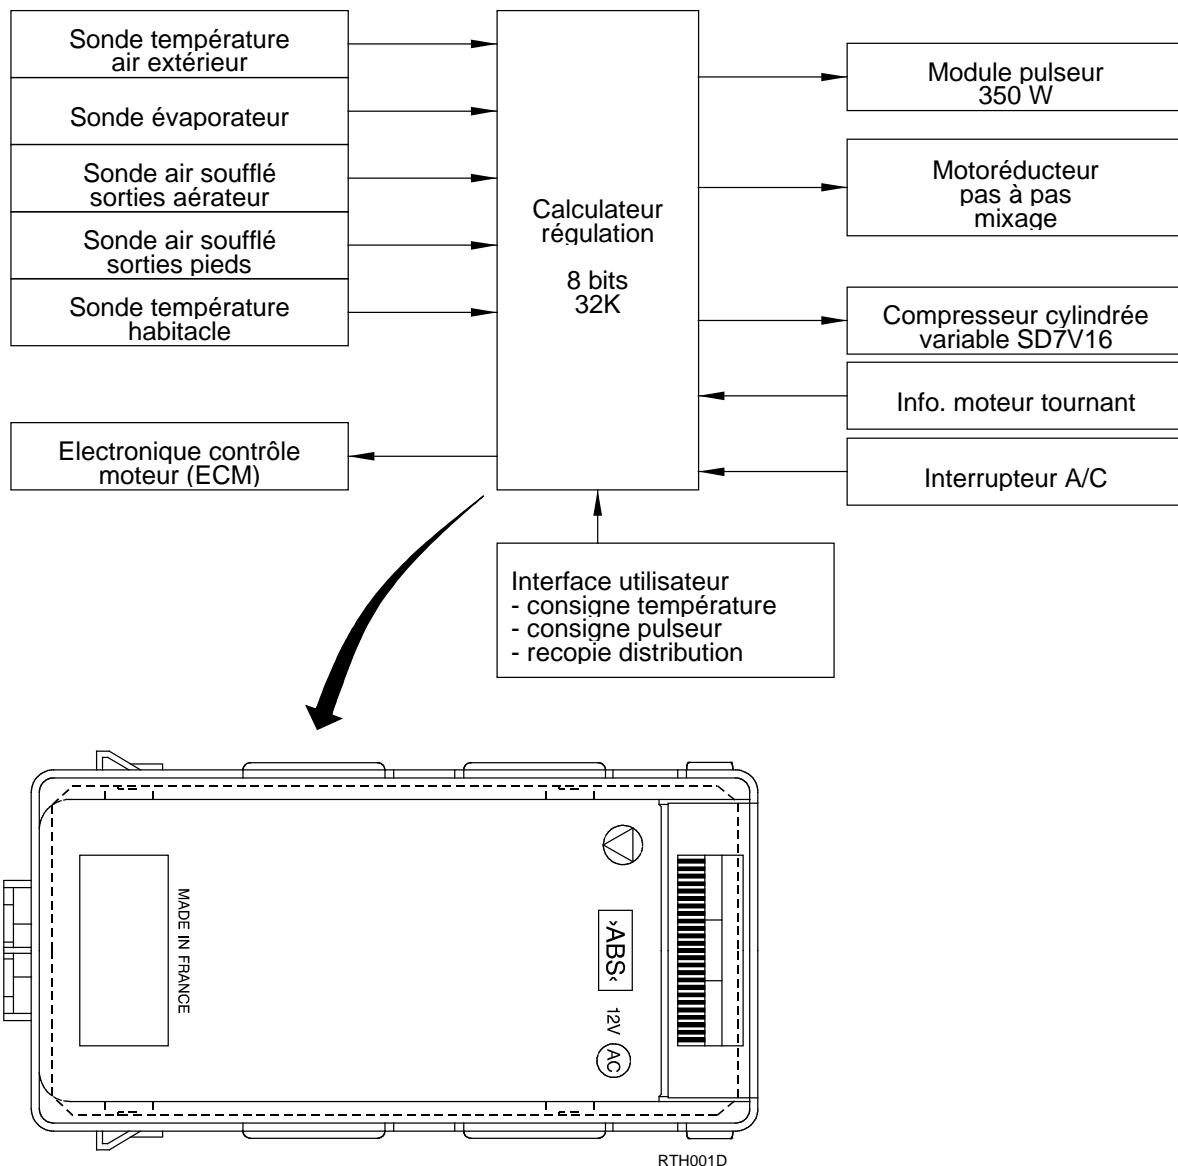 Sonde température
air extérieur
Sonde évaporateur
Sonde air soufflé
sorties aérateur
Sonde air soufflé
sorties pieds
Sonde température
habitacle
Electronique contrôle
moteur (ECM)
Calculateur
régulation
8 bits
32K
Module pulseur
350 W
Motoréducteur
pas à pas
mixage
Compresseur cylindrée
variable SD7V16
Info. moteur tournant
Interrupteur A/C
Interface utilisateur
- consigne température
- consigne pulseur
- recopie distribution
MADE IN FRANCE
›ABS‹
12V
AC
RTH001D